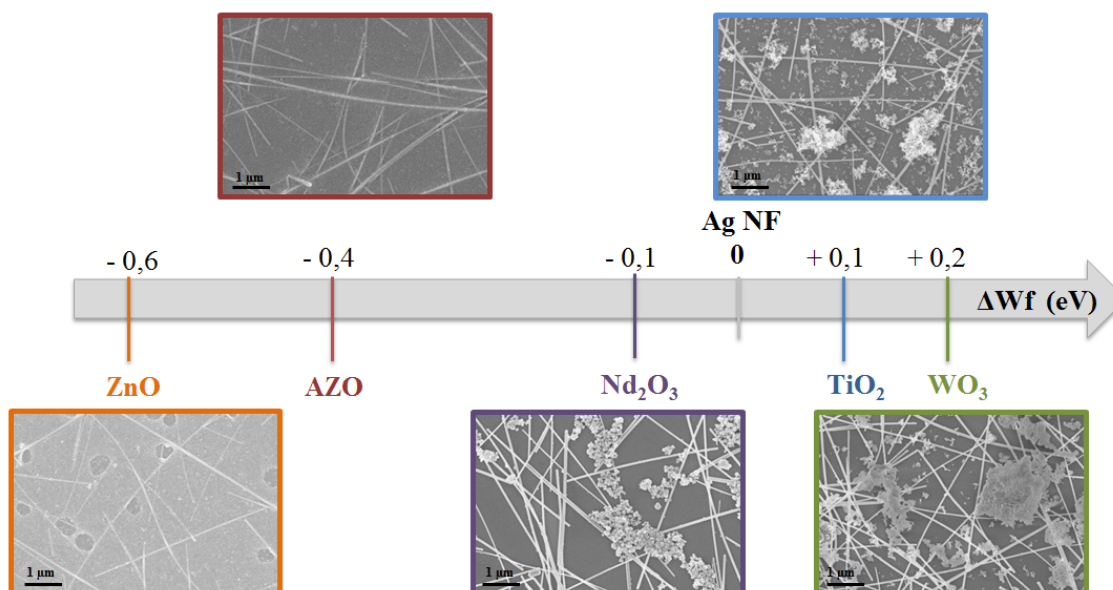 1 µm
1 µm
Ag NF
- 0,6 - 0,4 - 0,1 0 + 0,1 + 0,2
ΔWf (eV)
ZnO AZO Nd₂O₃ TiO₂ WO₃
1 µm
1 µm
1 µm